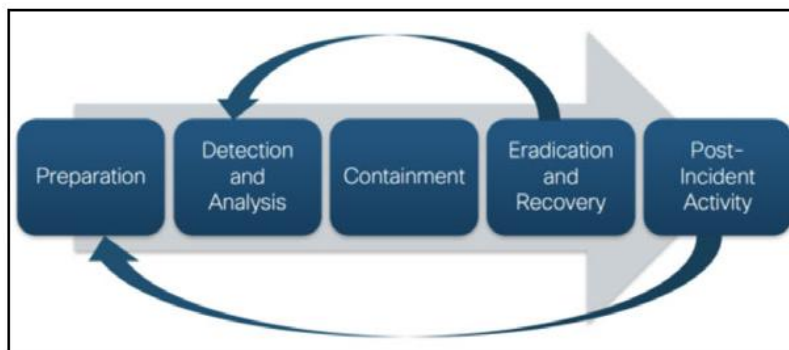 Preparation
Detection
and
Analysis
Containment
Eradication
and
Recovery
Post-
Incident
Activity